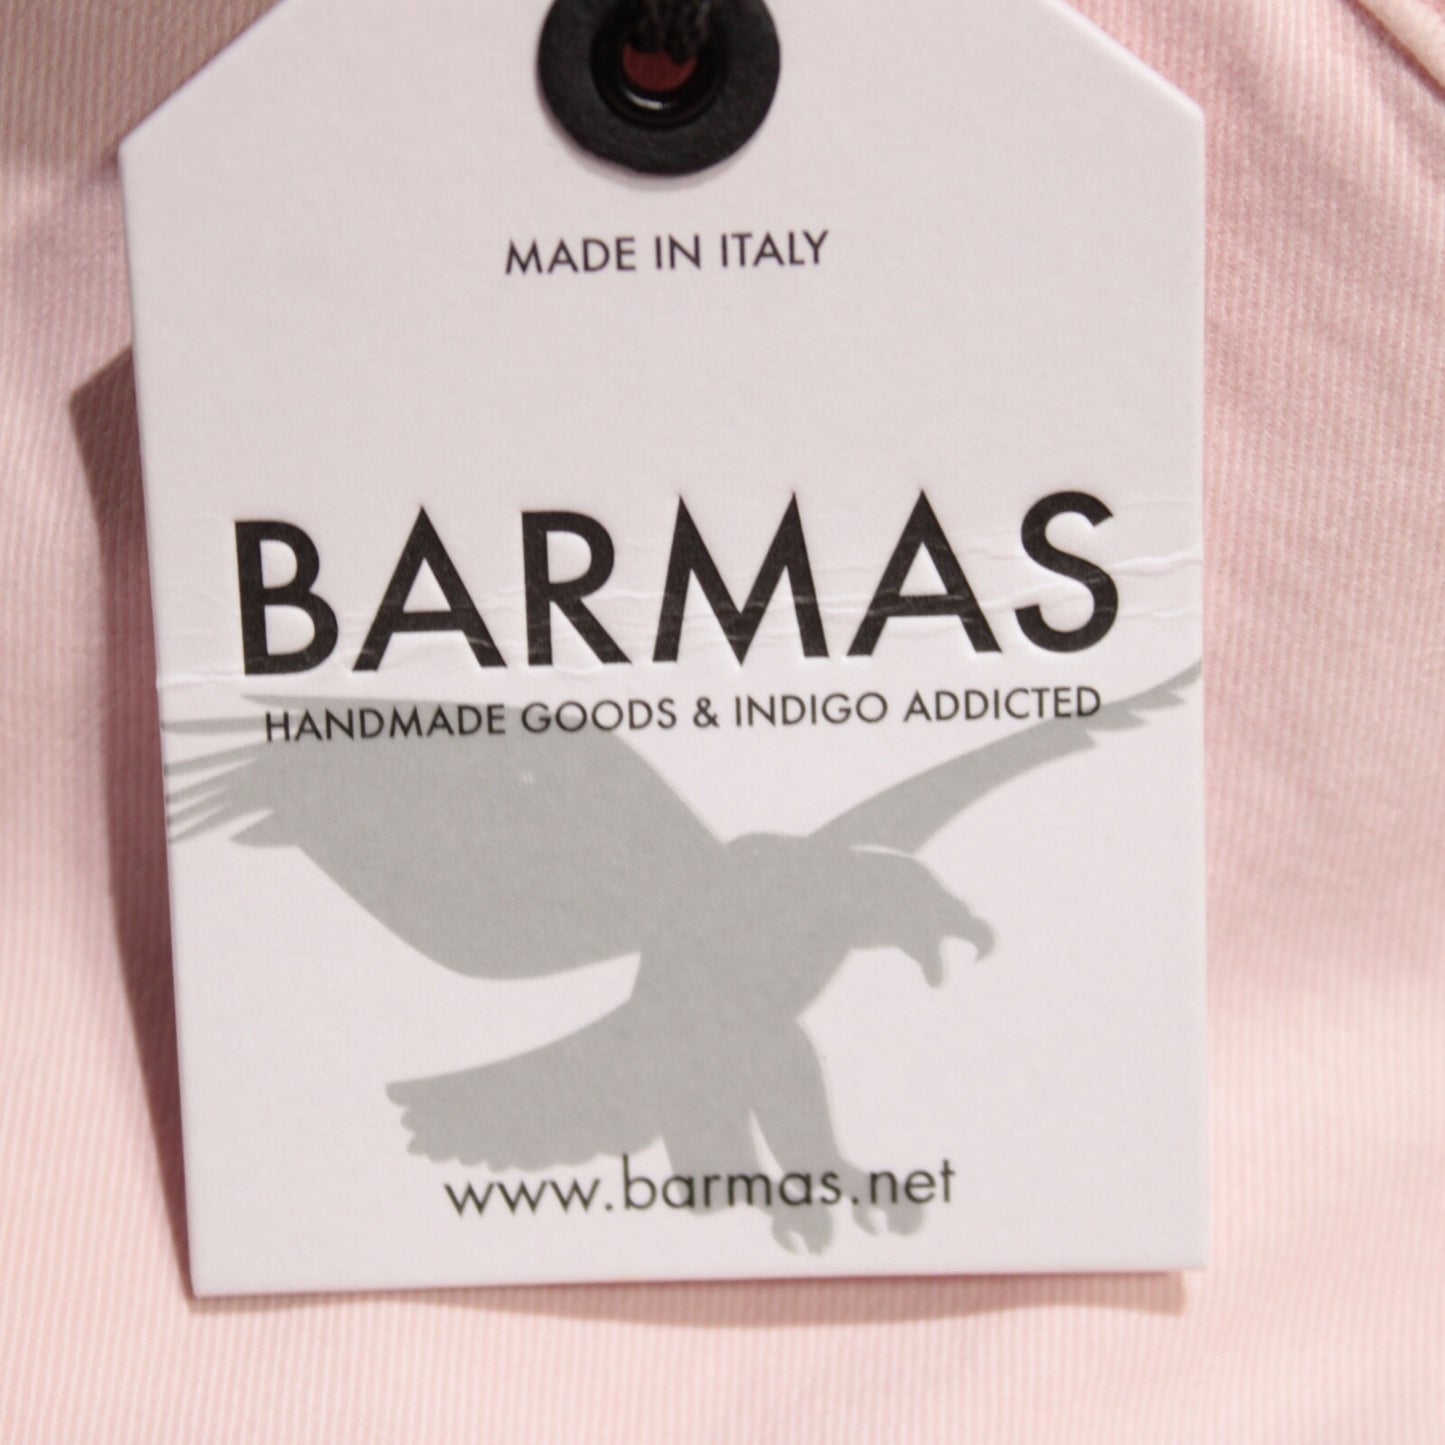 MADE IN ITALY
BARMAS
HANDMADE GOODS & INDIGO ADDICTED
www.barmas.net